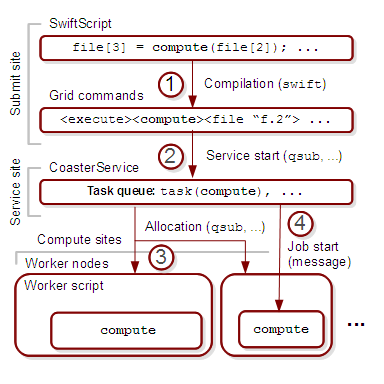 SwiftScript
file[3] = compute(file[2]); ...
1 Compilation (swift)
Grid commands
<execute><compute><file “f.2”> ...
2 Service start (qsub, ...)
CoasterService
Task queue: task(compute), ...
Allocation (qsub, ...)
4
Compute sites
3
Job start
(message)
Worker nodes
Worker script
compute
compute
...
Submit site
Service site